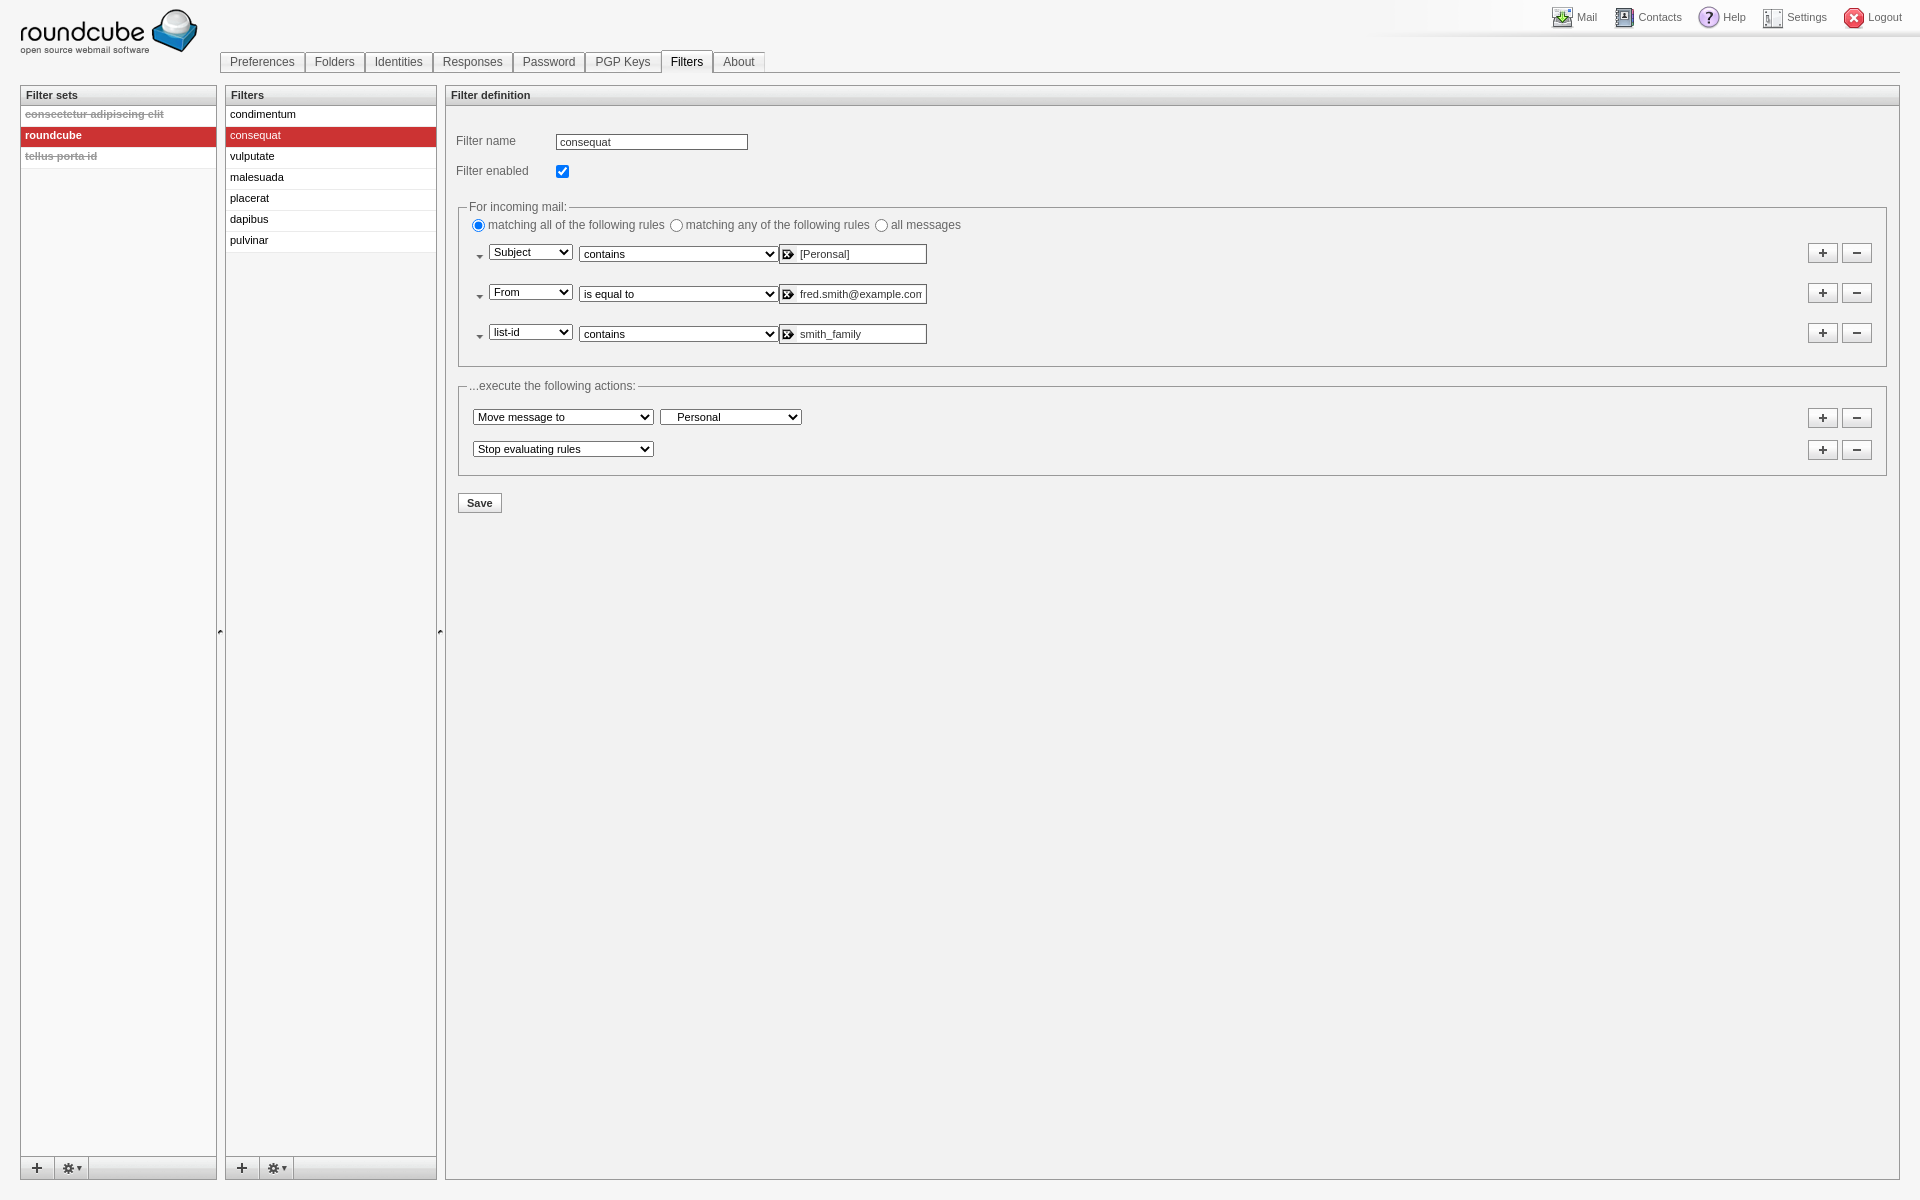 roundcube
open source webmail software
Mail Contacts Help Settings Logout
Preferences Folders Identities Responses Password PGP Keys Filters About
Filter sets
consectetur adipiscing elit
roundcube
tellus porta id
Filters
condimentum
consequat
vulputate
malesuada
placerat
dapibus
pulvinar
Filter definition
Filter name consequat
Filter enabled
For incoming mail:
matching all of the following rules matching any of the following rules all messages
Subject contains [Peronsal]
From is equal to fred.smith@example.com
list-id contains smith_family
...execute the following actions:
Move message to Personal
Stop evaluating rules
Save